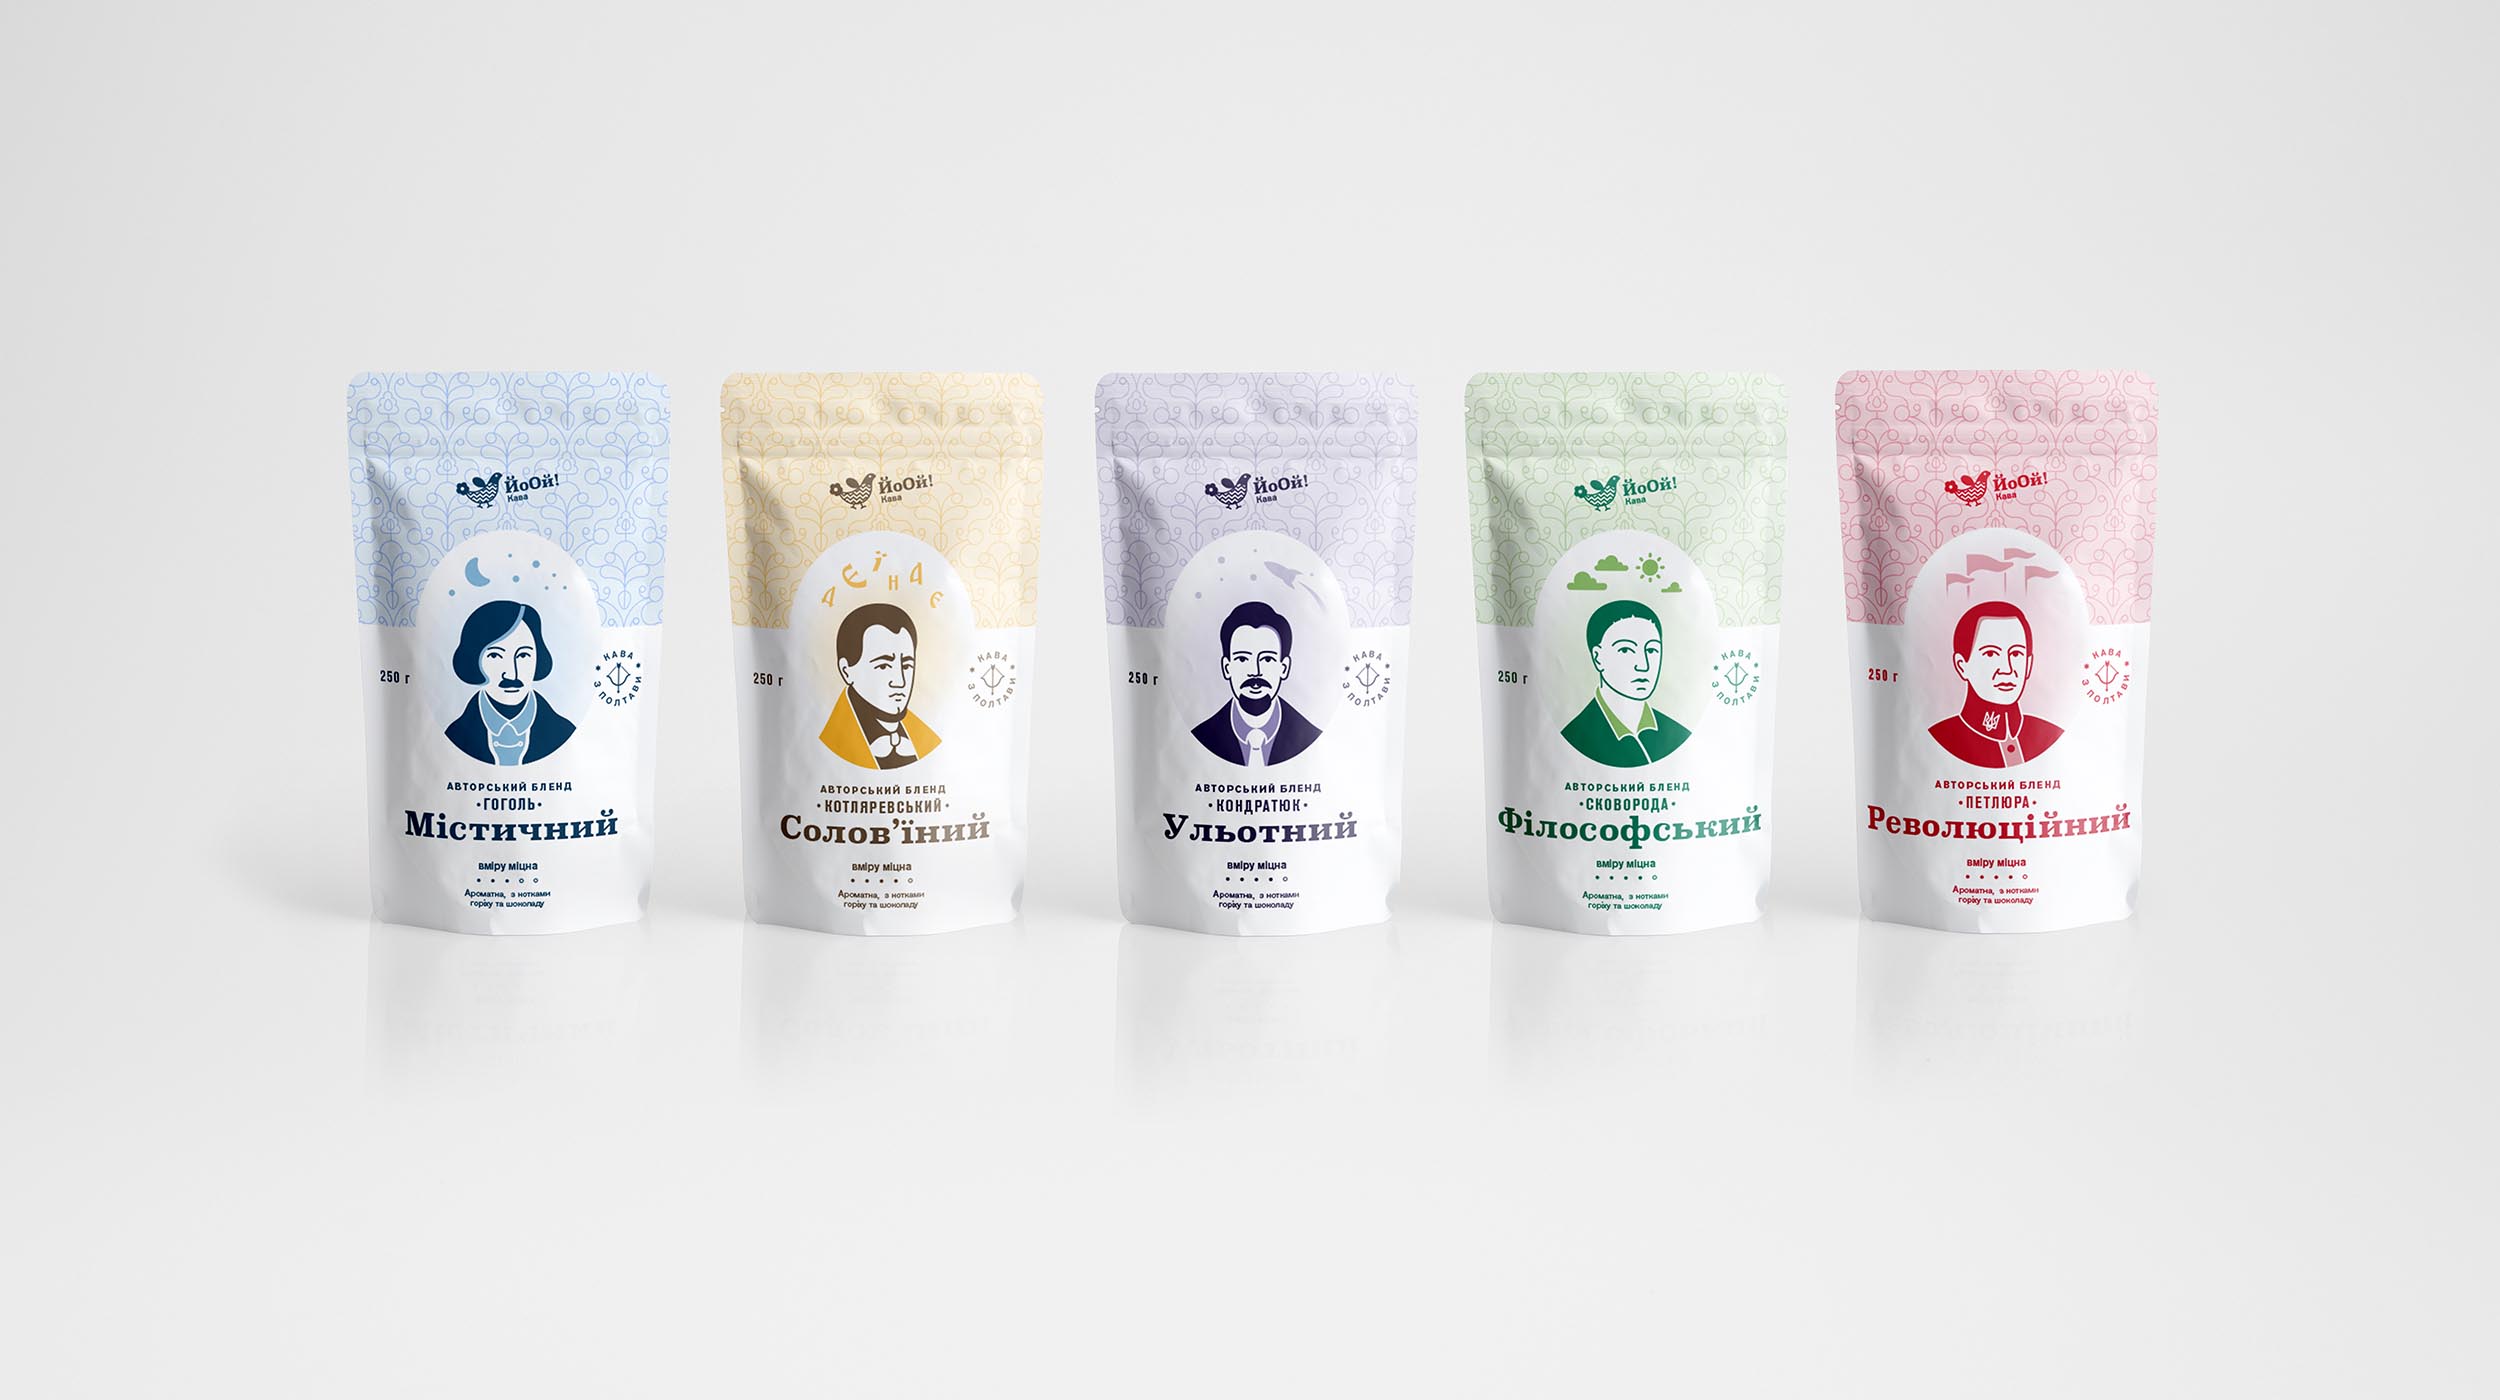 ЙоОй!
Кава
250 г
КАВА З ПОЛТАВИ
АВТОРСЬКИЙ БЛЕНД
ГОГОЛЬ
Містичний
вміру міцна
Ароматна, з нотками
горіху та шоколаду
ЙоОй!
Кава
250 г
КАВА З ПОЛТАВИ
АВТОРСЬКИЙ БЛЕНД
КОТЛЯРЕВСЬКИЙ
Солов’їний
вміру міцна
Ароматна, з нотками
горіху та шоколаду
ЙоОй!
Кава
250 г
КАВА З ПОЛТАВИ
АВТОРСЬКИЙ БЛЕНД
КОНДРАТЮК
Ульотний
вміру міцна
Ароматна, з нотками
горіху та шоколаду
ЙоОй!
Кава
250 г
КАВА З ПОЛТАВИ
АВТОРСЬКИЙ БЛЕНД
СКОВОРОДА
Філософський
вміру міцна
Ароматна, з нотками
горіху та шоколаду
ЙоОй!
Кава
250 г
КАВА З ПОЛТАВИ
АВТОРСЬКИЙ БЛЕНД
ПЕТЛЮРА
Революційний
вміру міцна
Ароматна, з нотками
горіху та шоколаду